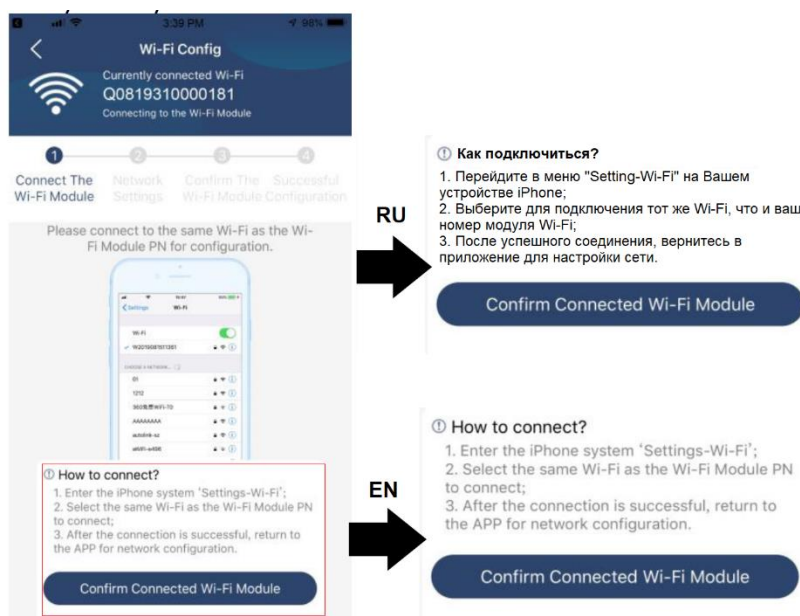 3:39 PM
98%
Wi-Fi Config
Currently connected Wi-Fi
Q0819310000181
Connecting to the Wi-Fi Module
1
2
3
4
Connect The
Wi-Fi Module
Network
Settings
Confirm The
Wi-Fi Module
Successful
Configuration
Please connect to the same Wi-Fi as the Wi-
Fi Module PN for configuration.
Settings
Wi-Fi
Wi-Fi
CHOOSE A NETWORK...
01
1212
AAAAAAAA
How to connect?
1. Enter the iPhone system 'Settings-Wi-Fi';
2. Select the same Wi-Fi as the Wi-Fi Module PN
to connect;
3. After the connection is successful, return to
the APP for network configuration.
Confirm Connected Wi-Fi Module
RU
Как подключиться?
1. Перейдите в меню "Setting-Wi-Fi" на Вашем
устройстве iPhone;
2. Выберите для подключения тот же Wi-Fi, что и ваш
номер модуля Wi-Fi;
3. После успешного соединения, вернитесь в
приложение для настройки сети.
Confirm Connected Wi-Fi Module
EN
How to connect?
1. Enter the iPhone system 'Settings-Wi-Fi';
2. Select the same Wi-Fi as the Wi-Fi Module PN
to connect;
3. After the connection is successful, return to
the APP for network configuration.
Confirm Connected Wi-Fi Module